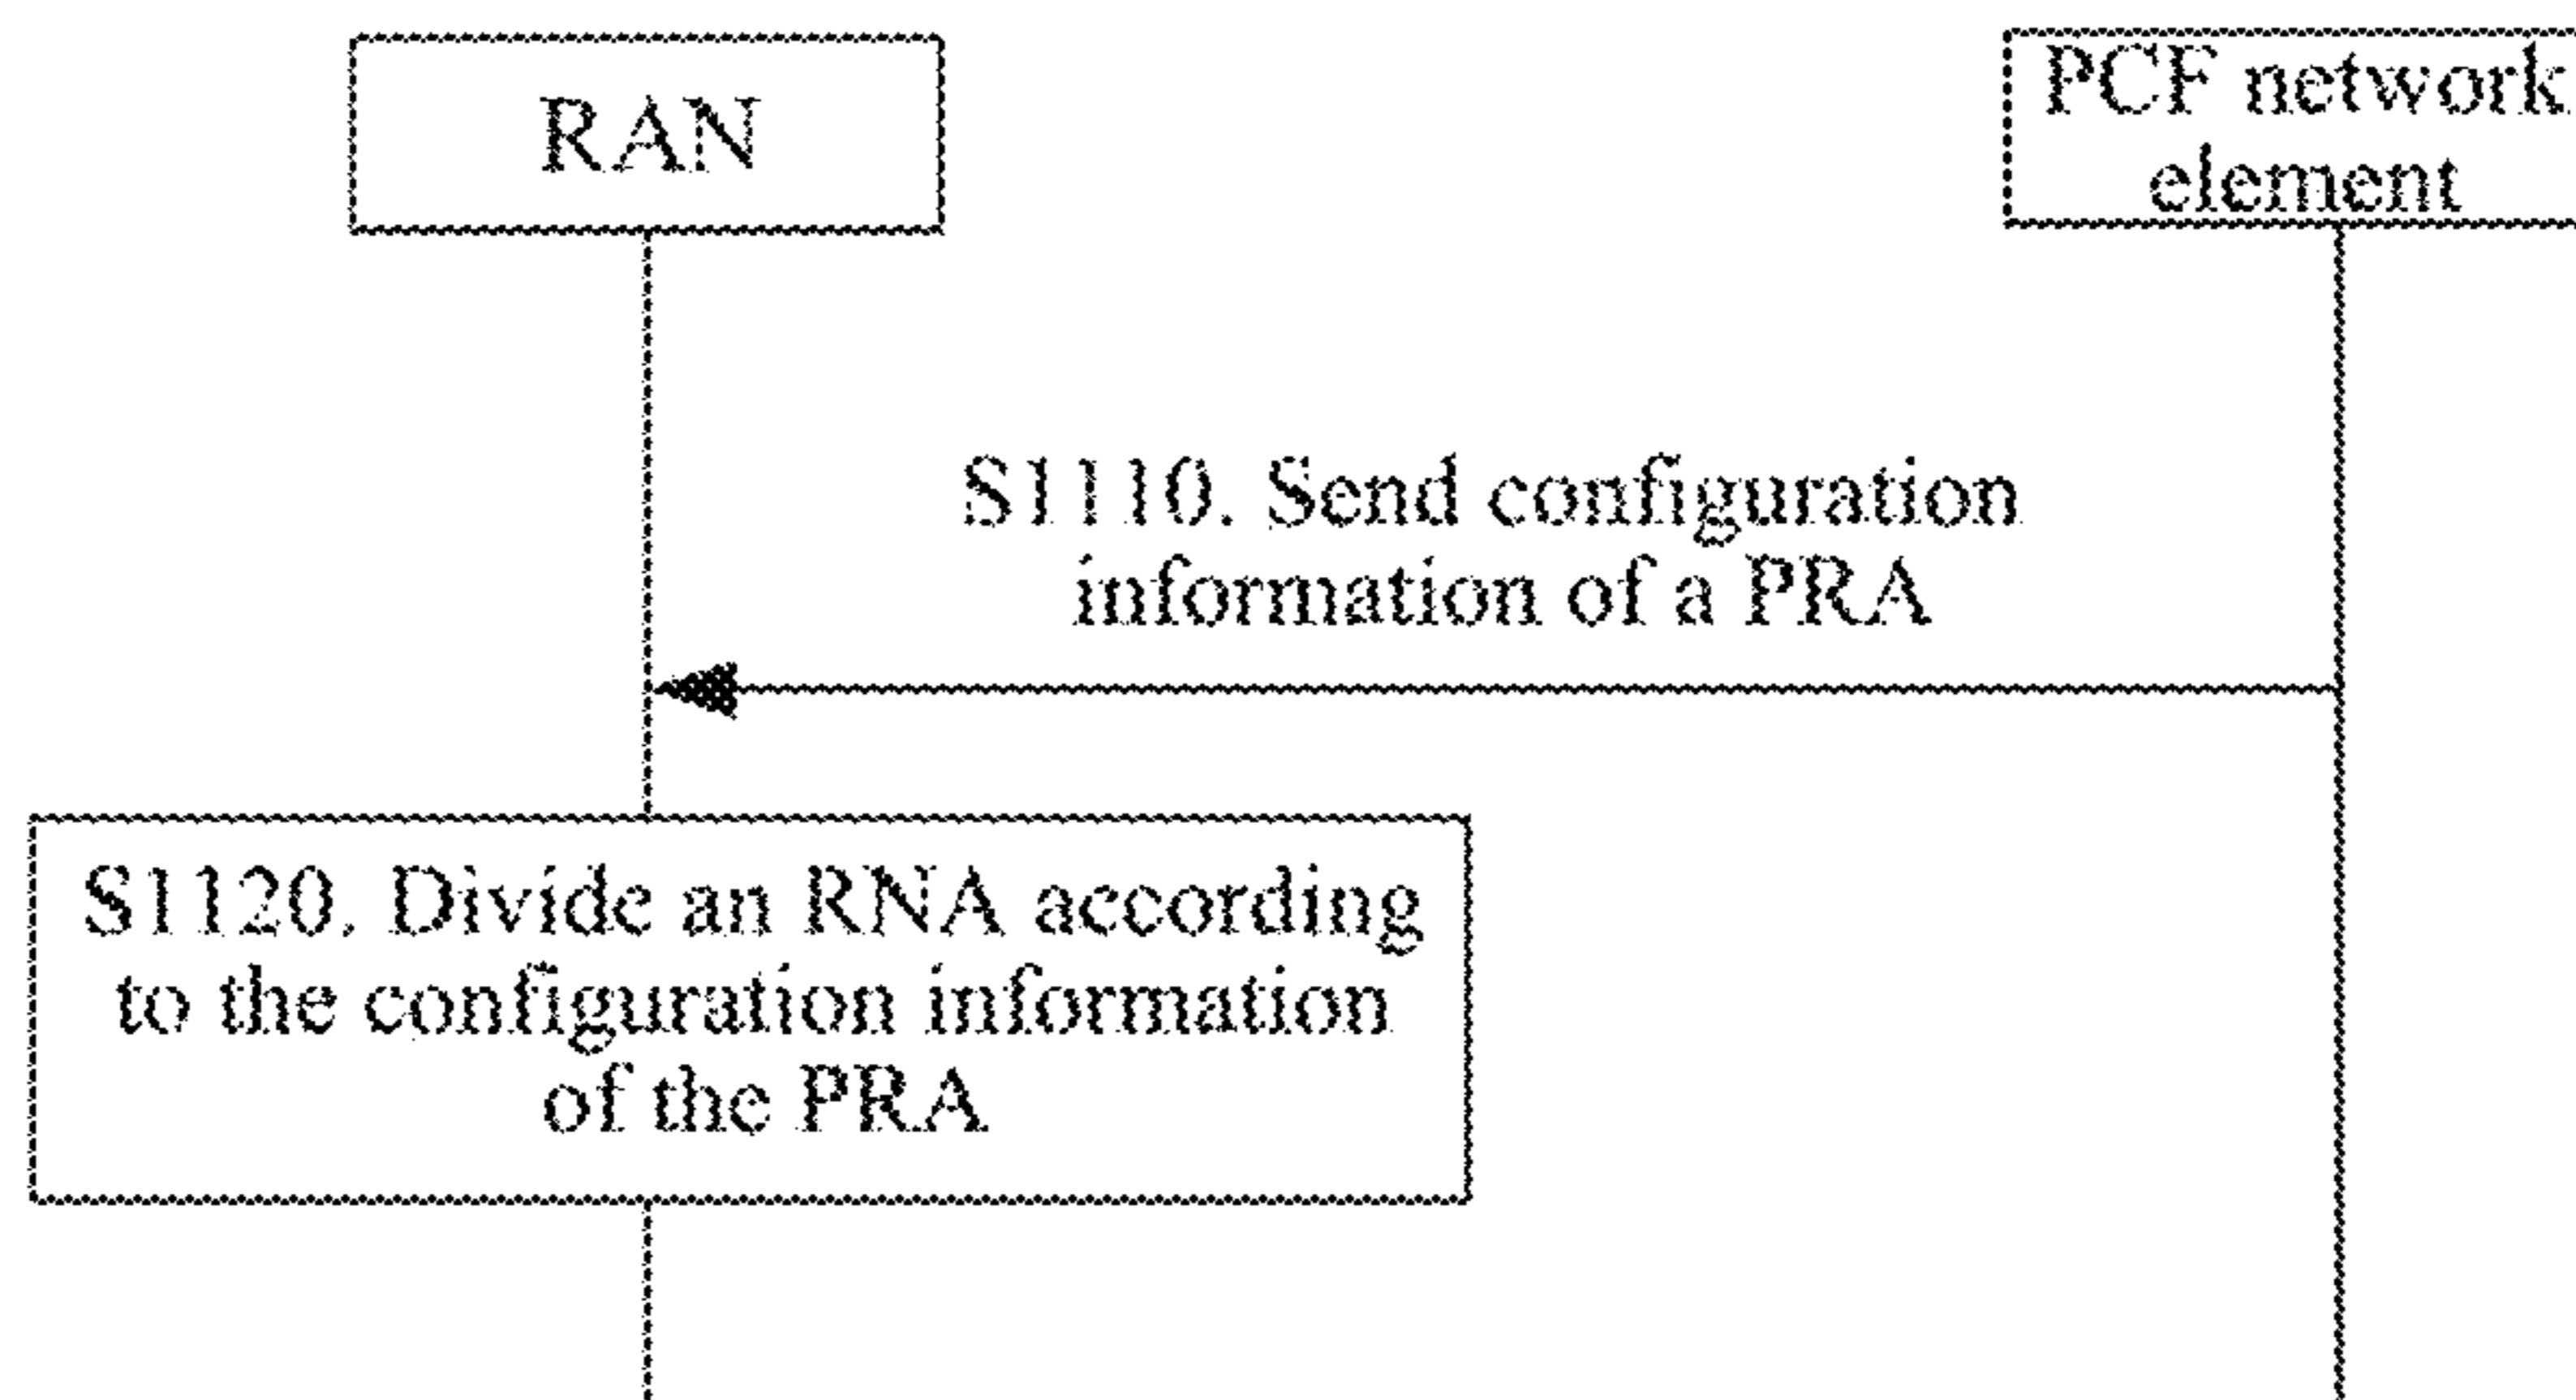 RAN
PCF network
element
S1110. Send configuration
information of a PRA
S1120. Divide an RNA according
to the configuration information
of the PRA